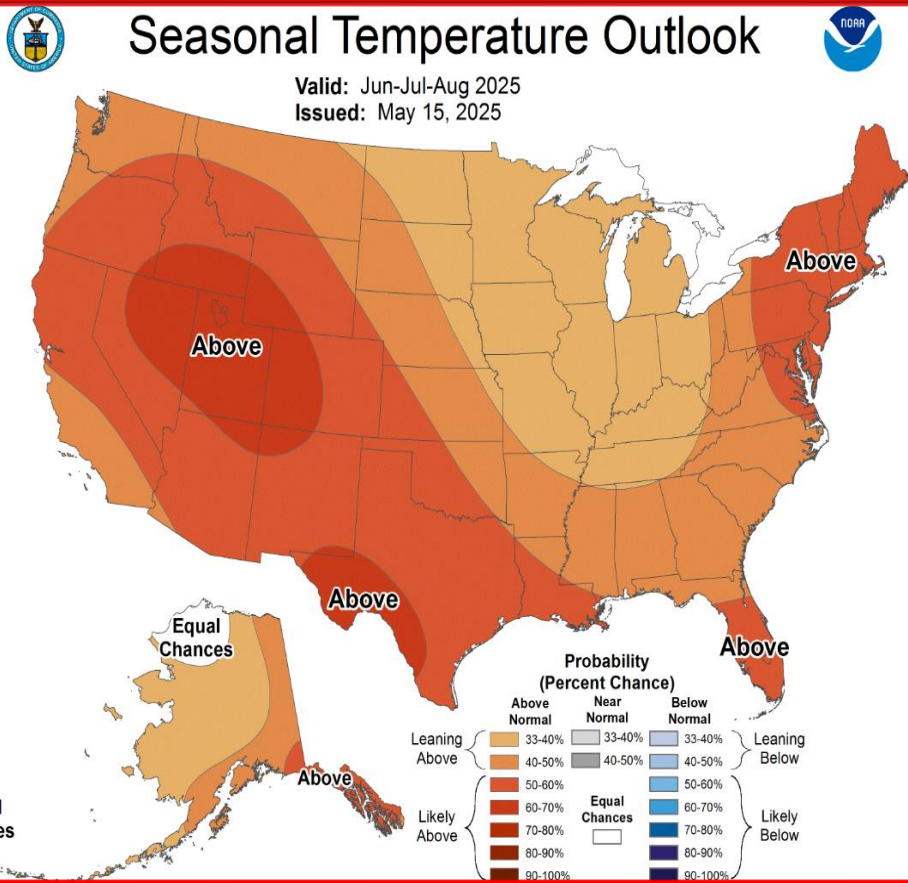 Seasonal Temperature Outlook
NOAA
Valid: Jun-Jul-Aug 2025
Issued: May 15, 2025
Above
Above
Above
Above
Equal
Chances
Above
Probability
(Percent Chance)
Above
Normal
Near
Normal
Below
Normal
Leaning
Above
33-40%
33-40%
33-40%
Leaning
Below
40-50%
40-50%
40-50%
Likely
Above
50-60%
50-60%
60-70%
Equal
Chances
60-70%
70-80%
70-80%
Likely
Below
80-90%
80-90%
90-100%
90-100%
es